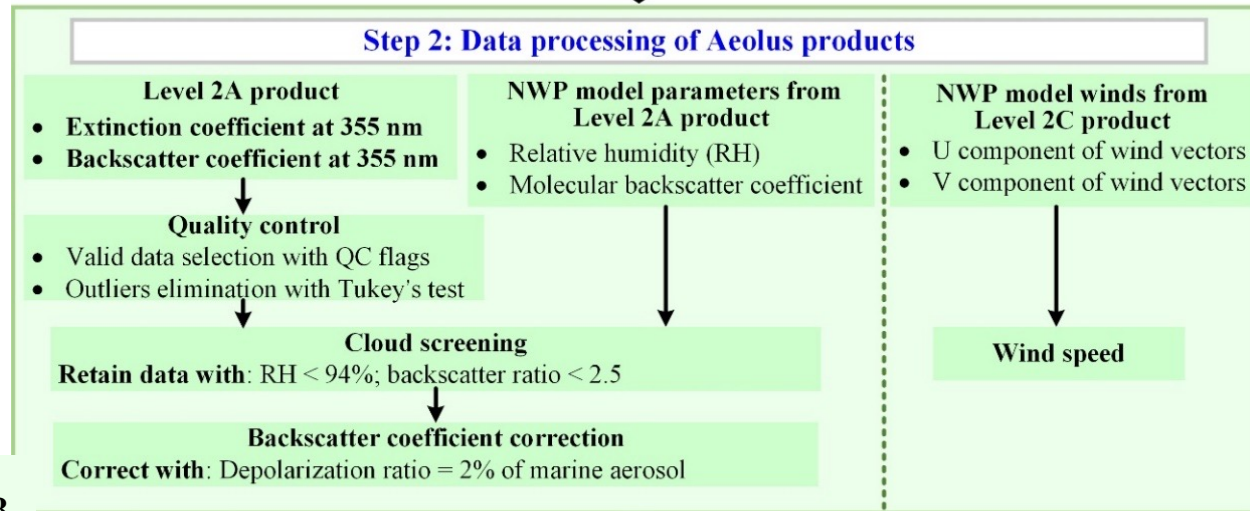 Step 2: Data processing of Aeolus products
Level 2A product
• Extinction coefficient at 355 nm
• Backscatter coefficient at 355 nm
Quality control
• Valid data selection with QC flags
• Outliers elimination with Tukey's test
NWP model parameters from
Level 2A product
• Relative humidity (RH)
• Molecular backscatter coefficient
Cloud screening
Retain data with: RH < 94%; backscatter ratio < 2.5
Backscatter coefficient correction
Correct with: Depolarization ratio = 2% of marine aerosol
NWP model winds from
Level 2C product
• U component of wind vectors
• V component of wind vectors
Wind speed